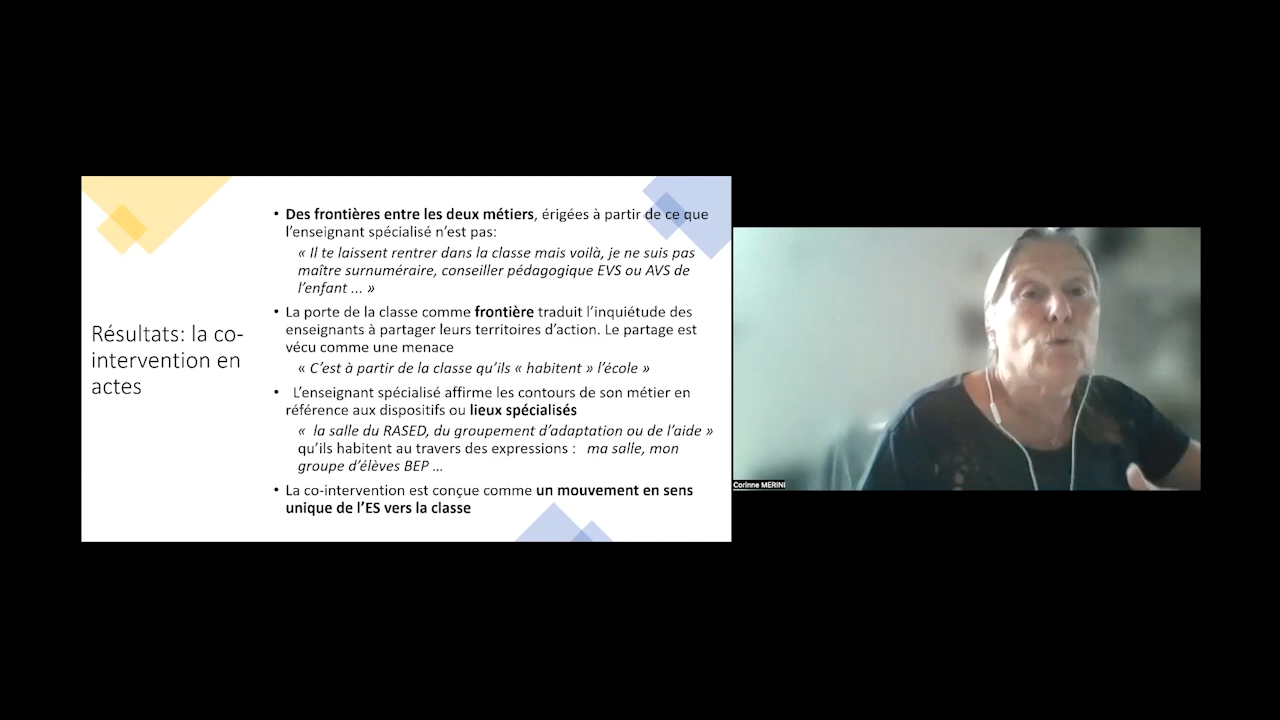 Résultats: la co-
intervention en
actes
• Des frontières entre les deux métiers, érigées à partir de ce que
l'enseignant spécialisé n'est pas:
« Il te laissent rentrer dans la classe mais voilà, je ne suis pas
maître surnuméraire, conseiller pédagogique EVS ou AVS de
l'enfant ... »
• La porte de la classe comme frontière traduit l'inquiétude des
enseignants à partager leurs territoires d'action. Le partage est
vécu comme une menace
« C'est à partir de la classe qu'ils « habitent » l'école »
• L'enseignant spécialisé affirme les contours de son métier en
référence aux dispositifs ou lieux spécialisés
« la salle du RASED, du groupement d'adaptation ou de l'aide »
qu'ils habitent au travers des expressions : ma salle, mon
groupe d'élèves BEP ...
• La co-intervention est conçue comme un mouvement en sens
unique de l'ES vers la classe
Corinne MERINI